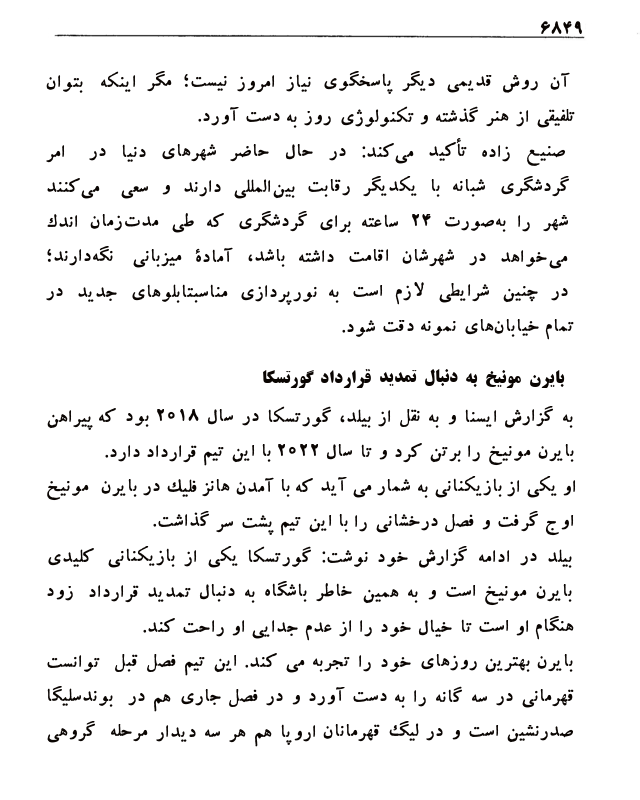 ۶۸۴۹
آن روش قدیمی دیگر پاسخگوی نیاز امروز نیست؛ مگر اینکه بتوان
تلفیقی از هنر گذشته و تکنولوژی روز به دست آورد.
صنیع زاده تأکید می‌کند: در حال حاضر شهرهای دنیا در امر
گردشگری شبانه با یکدیگر رقابت بین‌المللی دارند و سعی می‌کنند
شهر را به‌صورت ۲۴ ساعته برای گردشگری که طی مدت‌زمان اندک
می‌خواهد در شهرشان اقامت داشته باشد، آمادهٔ میزبانی نگه‌دارند؛
در چنین شرایطی لازم است به نورپردازی مناسبتابلوهای جدید در
تمام خیابان‌های نمونه دقت شود.
بایرن مونیخ به دنبال تمدید قرارداد گورتسکا
به گزارش ایسنا و به نقل از بیلد، گورتسکا در سال ۲۰۱۸ بود که پیراهن
بایرن مونیخ را برتن کرد و تا سال ۲۰۲۲ با این تیم قرارداد دارد.
او یکی از بازیکنانی به شمار می آید که با آمدن هانز فلیک در بایرن مونیخ
اوج گرفت و فصل درخشانی را با این تیم پشت سر گذاشت.
بیلد در ادامه گزارش خود نوشت: گورتسکا یکی از بازیکنانی کلیدی
بایرن مونیخ است و به همین خاطر باشگاه به دنبال تمدید قرارداد زود
هنگام او است تا خیال خود را از عدم جدایی او راحت کند.
بایرن بهترین روزهای خود را تجربه می کند. این تیم فصل قبل توانست
قهرمانی در سه گانه را به دست آورد و در فصل جاری هم در بوندسلیگا
صدرنشین است و در لیگ قهرمانان اروپا هم هر سه دیدار مرحله گروهی